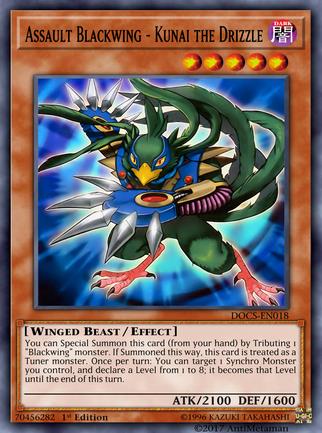 Assault Blackwing - Kunai the Drizzle
DARK
闇
DOCS-EN018
[Winged Beast / Effect]
You can Special Summon this card (from your hand) by Tributing 1
"Blackwing" monster. If Summoned this way, this card is treated as a
Tuner monster. Once per turn: You can target 1 Synchro Monster
you control, and declare a Level from 1 to 8; it becomes that Level
until the end of this turn.
ATK/2100 DEF/1600
70456282 1st Edition ©1996 KAZUKI TAKAHASHI
©2017 AntiMetaman